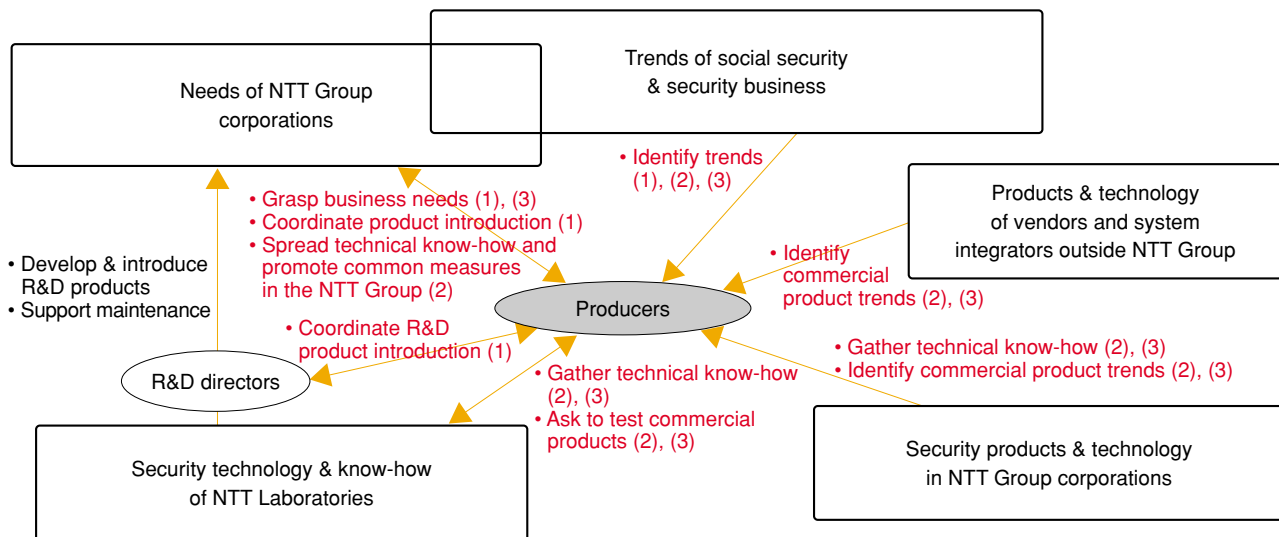 Trends of social security
& security business
Needs of NTT Group
corporations
• Identify trends
(1), (2), (3)
Products & technology
of vendors and system
integrators outside NTT Group
• Grasp business needs (1), (3)
• Coordinate product introduction (1)
• Spread technical know-how and
promote common measures
in the NTT Group (2)
• Identify
commercial
product trends (2), (3)
• Develop & introduce
R&D products
• Support maintenance
Producers
• Coordinate R&D
product introduction (1)
• Gather technical know-how (2), (3)
• Identify commercial product trends (2), (3)
R&D directors
• Gather technical know-how
(2), (3)
• Ask to test commercial
products (2), (3)
Security technology & know-how
of NTT Laboratories
Security products & technology
in NTT Group corporations